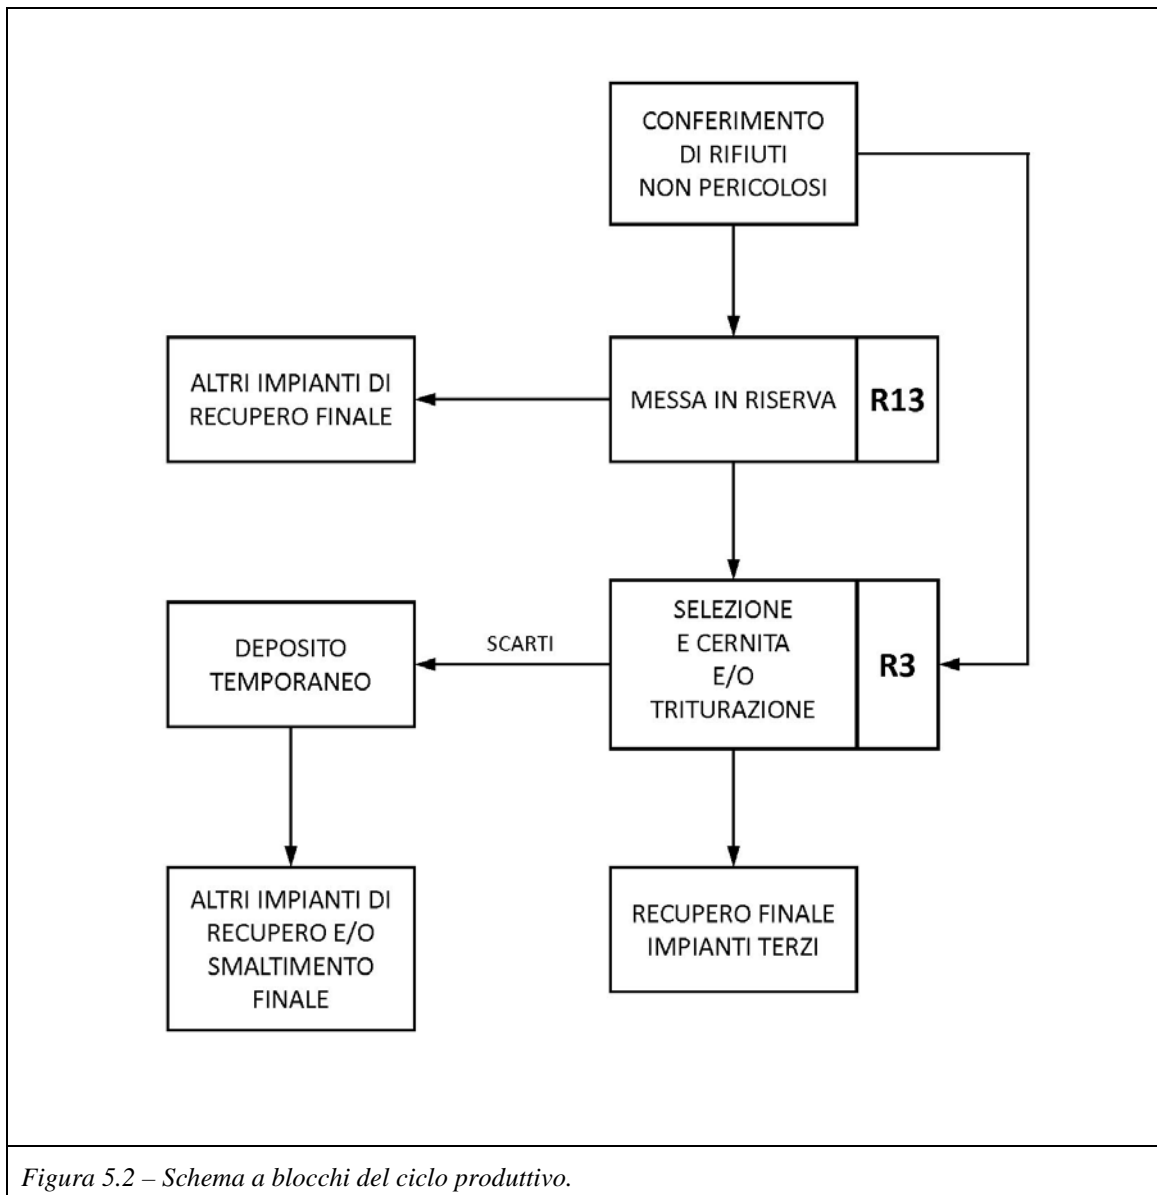 CONFERIMENTO
DI RIFIUTI
NON PERICOLOSI
ALTRI IMPIANTI DI
RECUPERO FINALE
MESSA IN RISERVA
R13
DEPOSITO
TEMPORANEO
SCARTI
SELEZIONE
E CERNITA
E/O
TRITURAZIONE
R3
ALTRI IMPIANTI DI
RECUPERO E/O
SMALTIMENTO
FINALE
RECUPERO FINALE
IMPIANTI TERZI
Figura 5.2 – Schema a blocchi del ciclo produttivo.